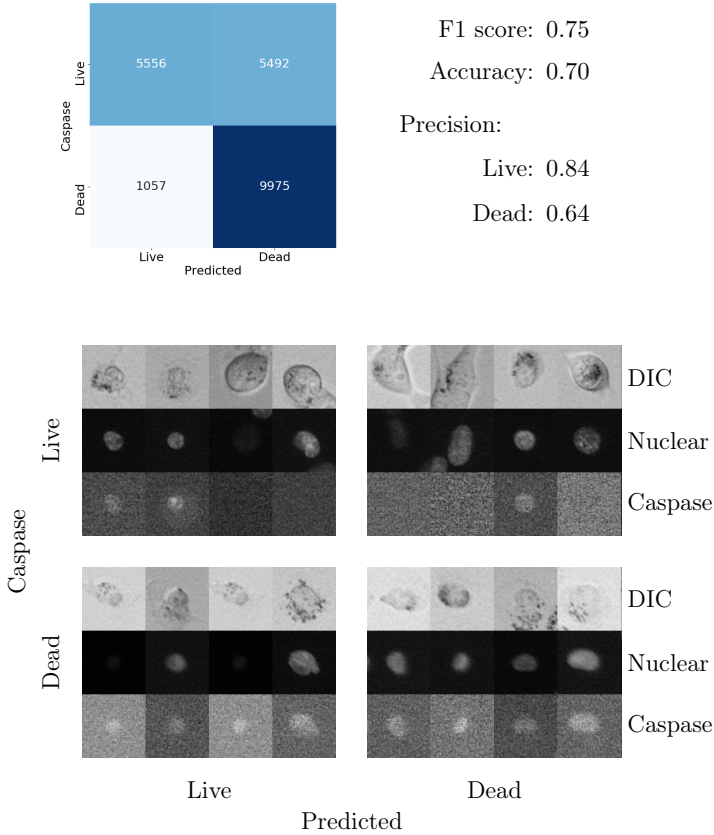 F1 score: 0.75
Accuracy: 0.70
Precision:
Live: 0.84
Dead: 0.64
Caspase
Live
5556 5492
Dead
1057 9975
Live Dead
Predicted
Caspase
Live
DIC
Nuclear
Caspase
Dead
DIC
Nuclear
Caspase
Live Dead
Predicted